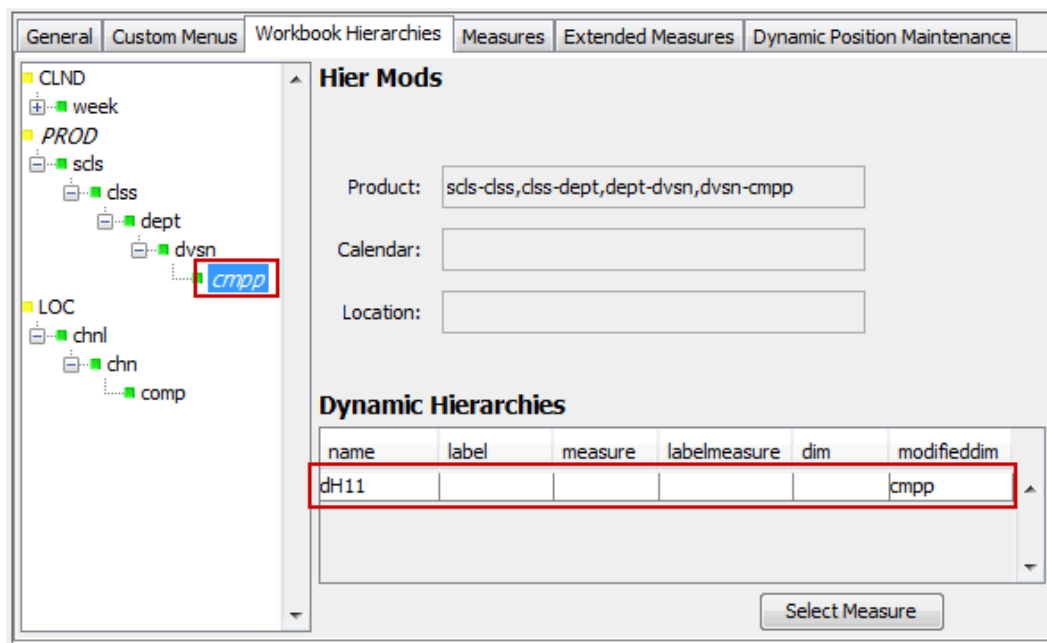 General Custom Menus Workbook Hierarchies Measures Extended Measures Dynamic Position Maintenance
CLND
week
PROD
scls
clss
dept
dvsn
cmpp
LOC
chnl
chn
comp
Hier Mods
Product: scls-clss,clss-dept,dept-dvsn,dvsn-cmpp
Calendar:
Location:
Dynamic Hierarchies
name label measure labelmeasure dim modifieddim
dH11 cmpp
Select Measure